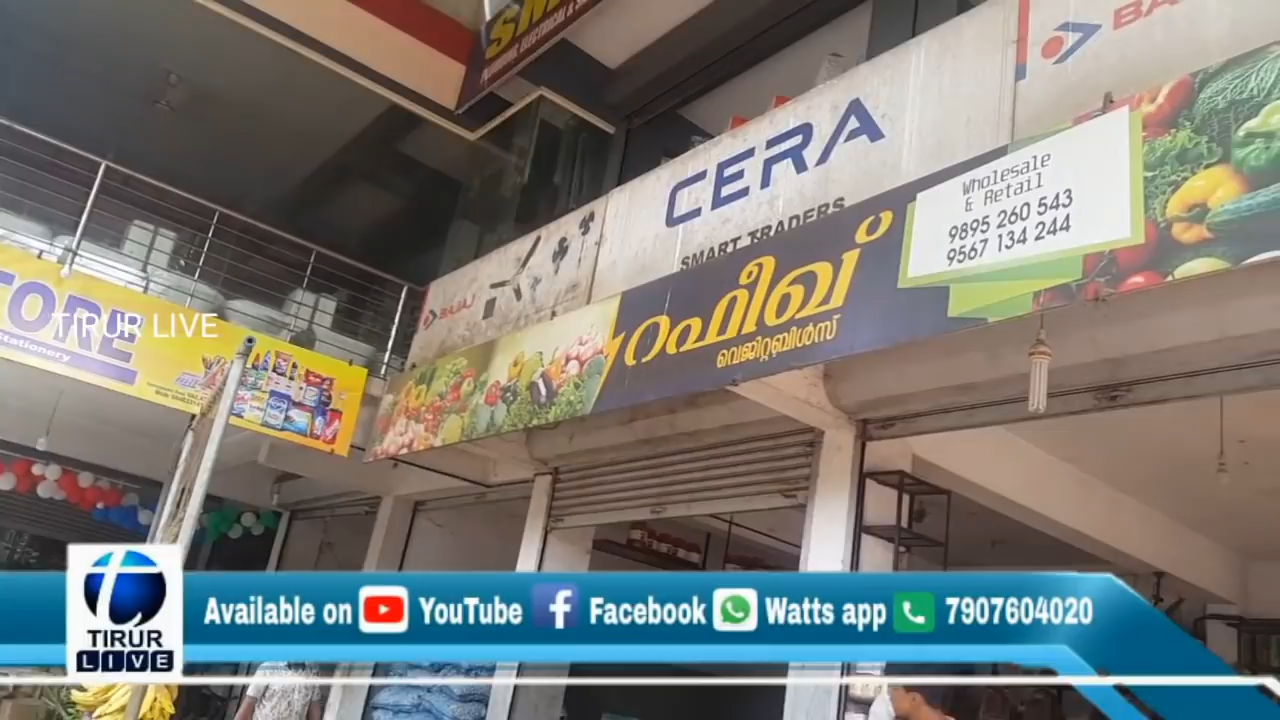 SM
BAJAJ
CERA
SMART TRADERS
Wholesale
& Retail
9895 260 543
9567 134 244
റഫീഖ്
വെജിറ്റബിൾസ്
TORE
Stationery
TIRUR LIVE
TIRUR
LIVE
Available on YouTube Facebook Watts app 7907604020